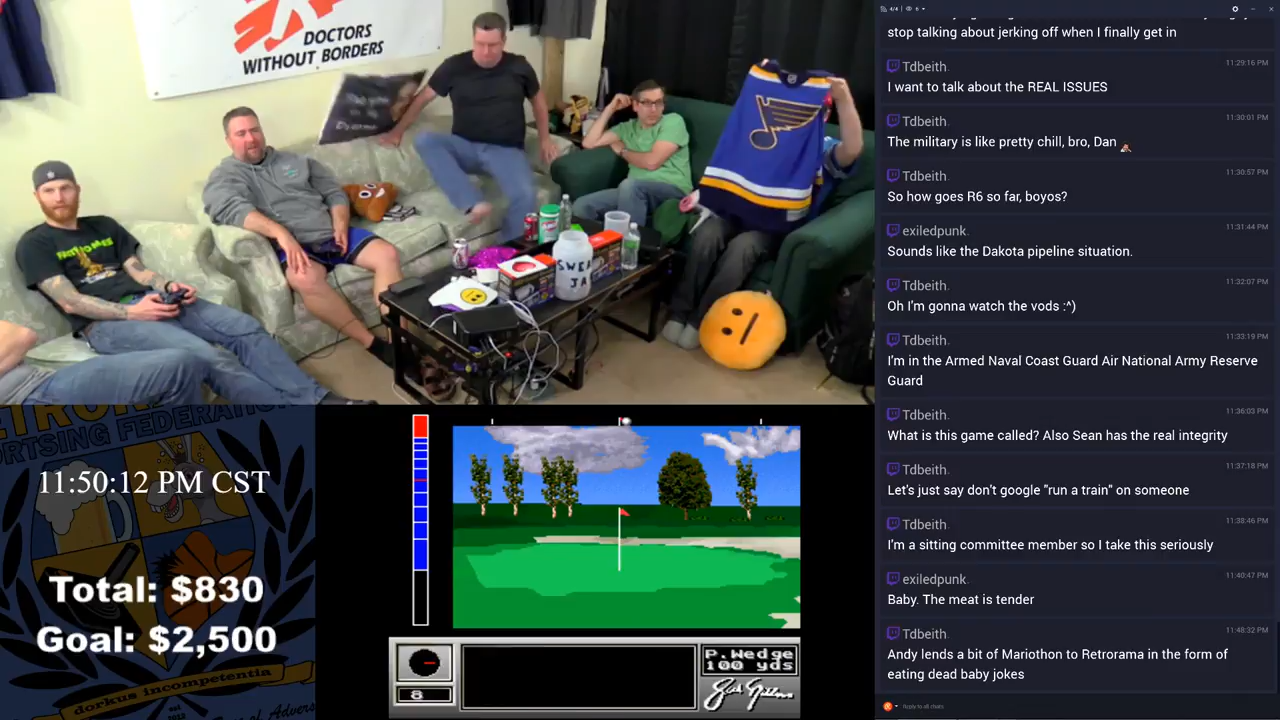 DOCTORS
WITHOUT BORDERS
SWEAR
JA
11:50:12 PM CST
Total: $830
Goal: $2,500
SPORTSING FEDERATION
dorkus incompetentia
P.Wedge
100 yds
8
4/4
stop talking about jerking off when I finally get in
Tdbeith. 11:29:16 PM
I want to talk about the REAL ISSUES
Tdbeith. 11:30:01 PM
The military is like pretty chill, bro, Dan
Tdbeith. 11:30:57 PM
So how goes R6 so far, boyos?
exiledpunk. 11:31:44 PM
Sounds like the Dakota pipeline situation.
Tdbeith. 11:32:07 PM
Oh I'm gonna watch the vods :^)
Tdbeith. 11:33:19 PM
I'm in the Armed Naval Coast Guard Air National Army Reserve
Guard
Tdbeith. 11:36:03 PM
What is this game called? Also Sean has the real integrity
Tdbeith. 11:37:18 PM
Let's just say don't google "run a train" on someone
Tdbeith. 11:38:46 PM
I'm a sitting committee member so I take this seriously
exiledpunk. 11:40:47 PM
Baby. The meat is tender
Tdbeith. 11:48:32 PM
Andy lends a bit of Mariothon to Retrorama in the form of
eating dead baby jokes
Reply to all chats